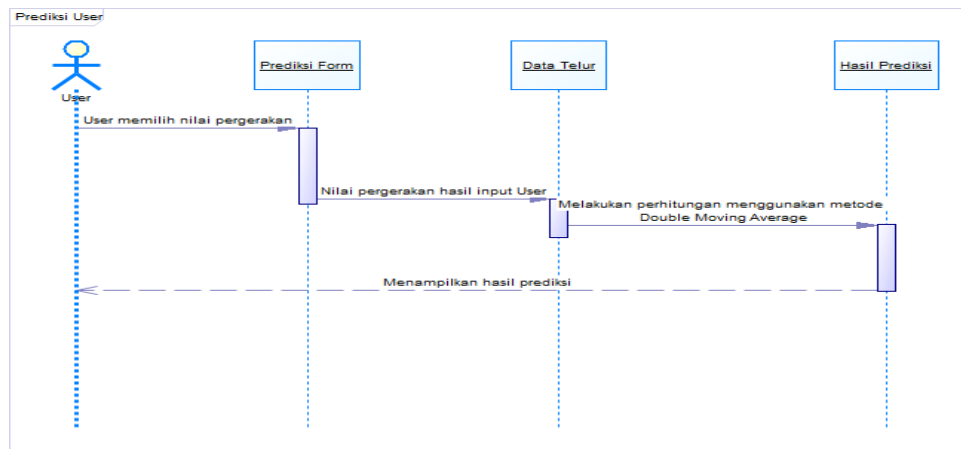 Prediksi User
Prediksi Form
Data Telur
Hasil Prediksi
User
User memilih nilai pergerakan
Nilai pergerakan hasil input User
Melakukan perhitungan menggunakan metode
Double Moving Average
Menampilkan hasil prediksi